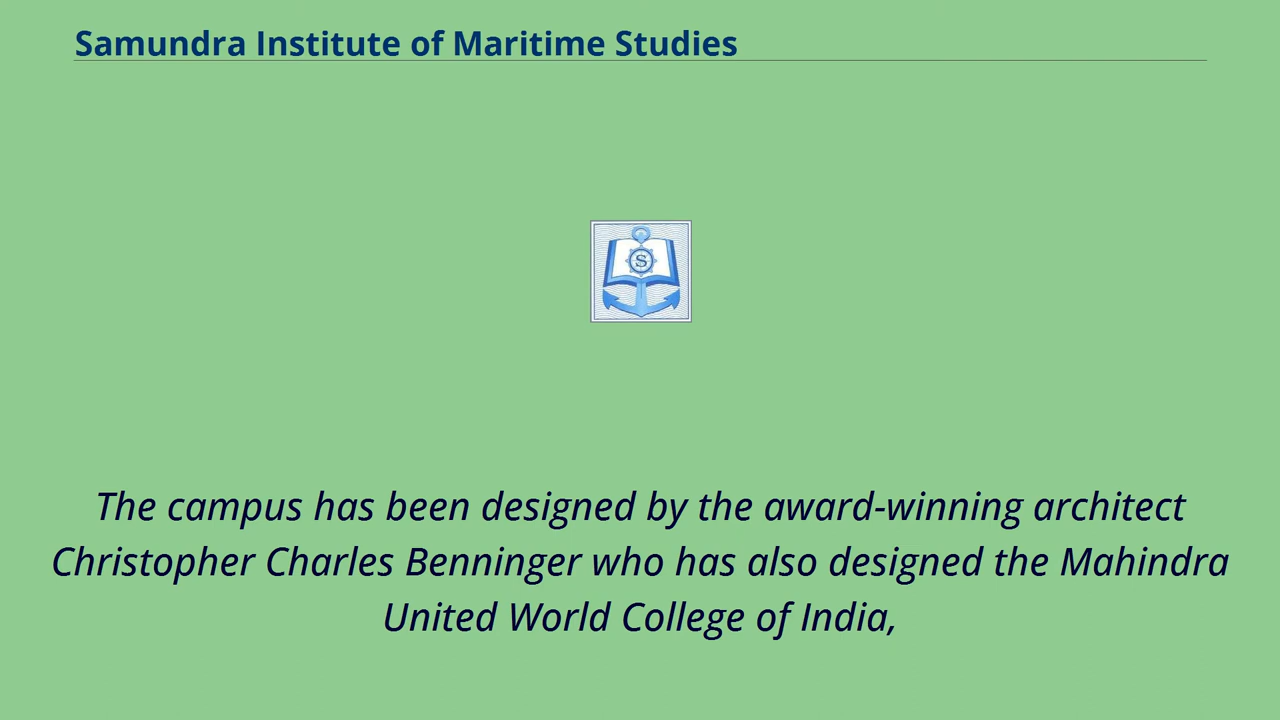 Samundra Institute of Maritime Studies
S
The campus has been designed by the award-winning architect
Christopher Charles Benninger who has also designed the Mahindra
United World College of India,